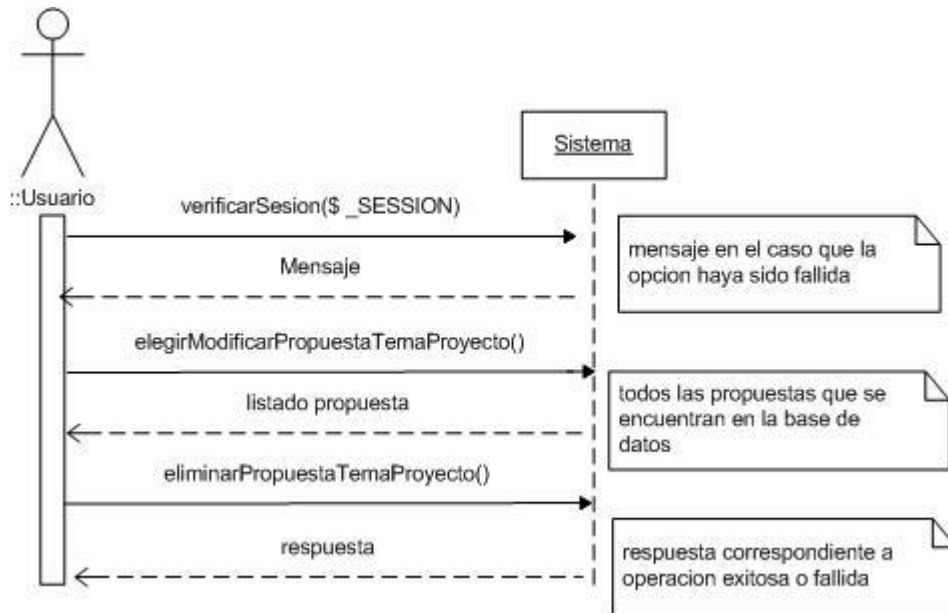 Sistema
::Usuario
verificarSesion($ _SESSION)
mensaje en el caso que la
opcion haya sido fallida
Mensaje
elegirModificarPropuestaTemaProyecto()
todos las propuestas que se
encuentran en la base de
datos
listado propuesta
eliminarPropuestaTemaProyecto()
respuesta
respuesta correspondiente a
operacion exitosa o fallida